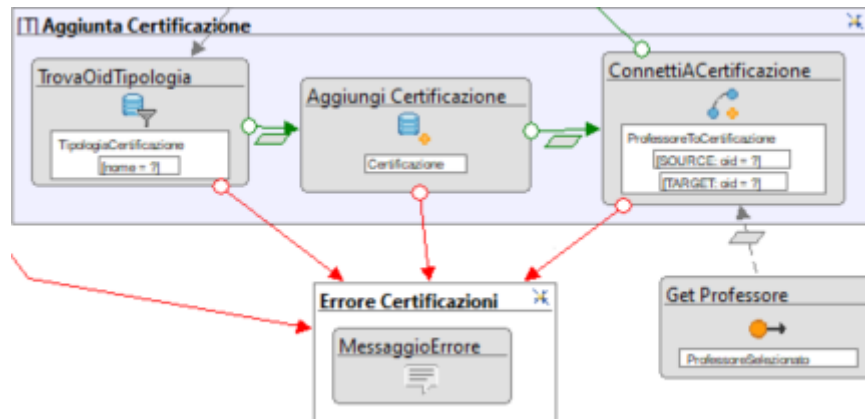 [T] Aggiunta Certificazione
TrovaOidTipologia
TipologiaCertificazione
[nome = ?]
Aggiungi Certificazione
Certificazione
ConnettiACertificazione
ProfessoreToCertificazione
[SOURCE: oid = ?]
[TARGET: oid = ?]
Errore Certificazioni
MessaggioErrore
Get Professore
ProfessoreSelezionato